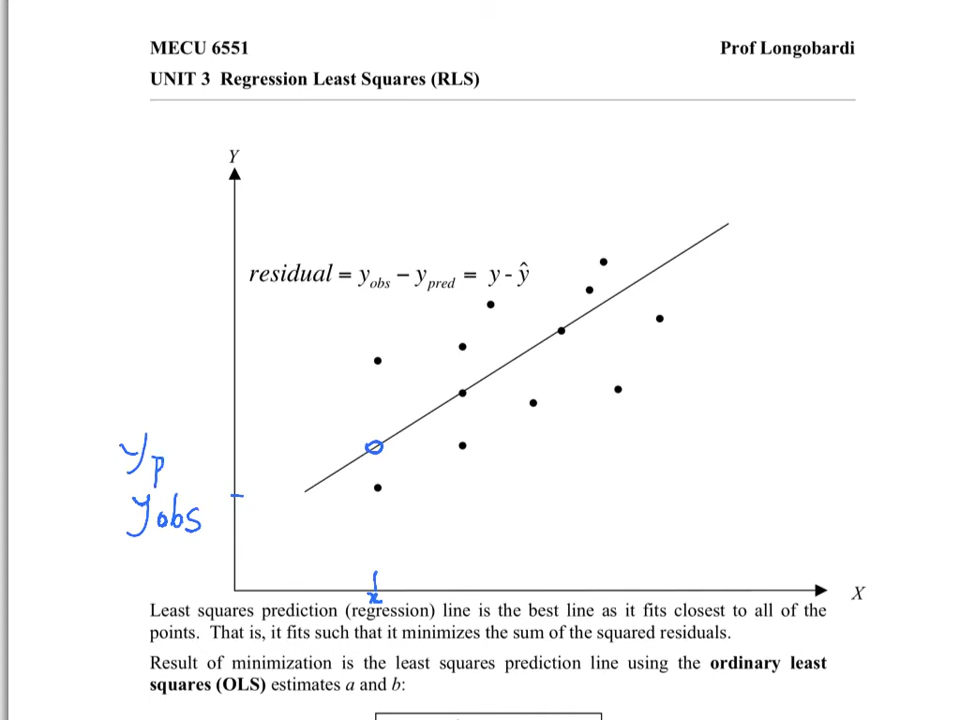 MECU 6551 Prof Longobardi
UNIT 3 Regression Least Squares (RLS)
Y
residual = y_obs − y_pred = y - ŷ
y_p
y_obs
x
X
Least squares prediction (regression) line is the best line as it fits closest to all of the
points. That is, it fits such that it minimizes the sum of the squared residuals.
Result of minimization is the least squares prediction line using the ordinary least
squares (OLS) estimates a and b: